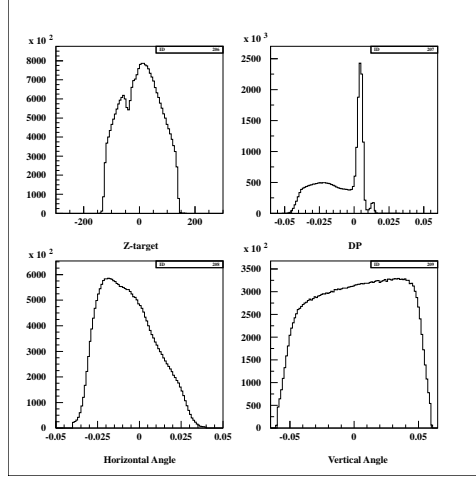 x 10 2
ID 206
8000
7000
6000
5000
4000
3000
2000
1000
0
-200 0 200
Z-target
x 10 3
ID 207
2500
2000
1500
1000
500
0
-0.05 -0.025 0 0.025 0.05
DP
x 10 2
ID 208
6000
5000
4000
3000
2000
1000
0
-0.05 -0.025 0 0.025 0.05
Horizontal Angle
x 10 2
ID 209
3500
3000
2500
2000
1500
1000
500
0
-0.05 0 0.05
Vertical Angle